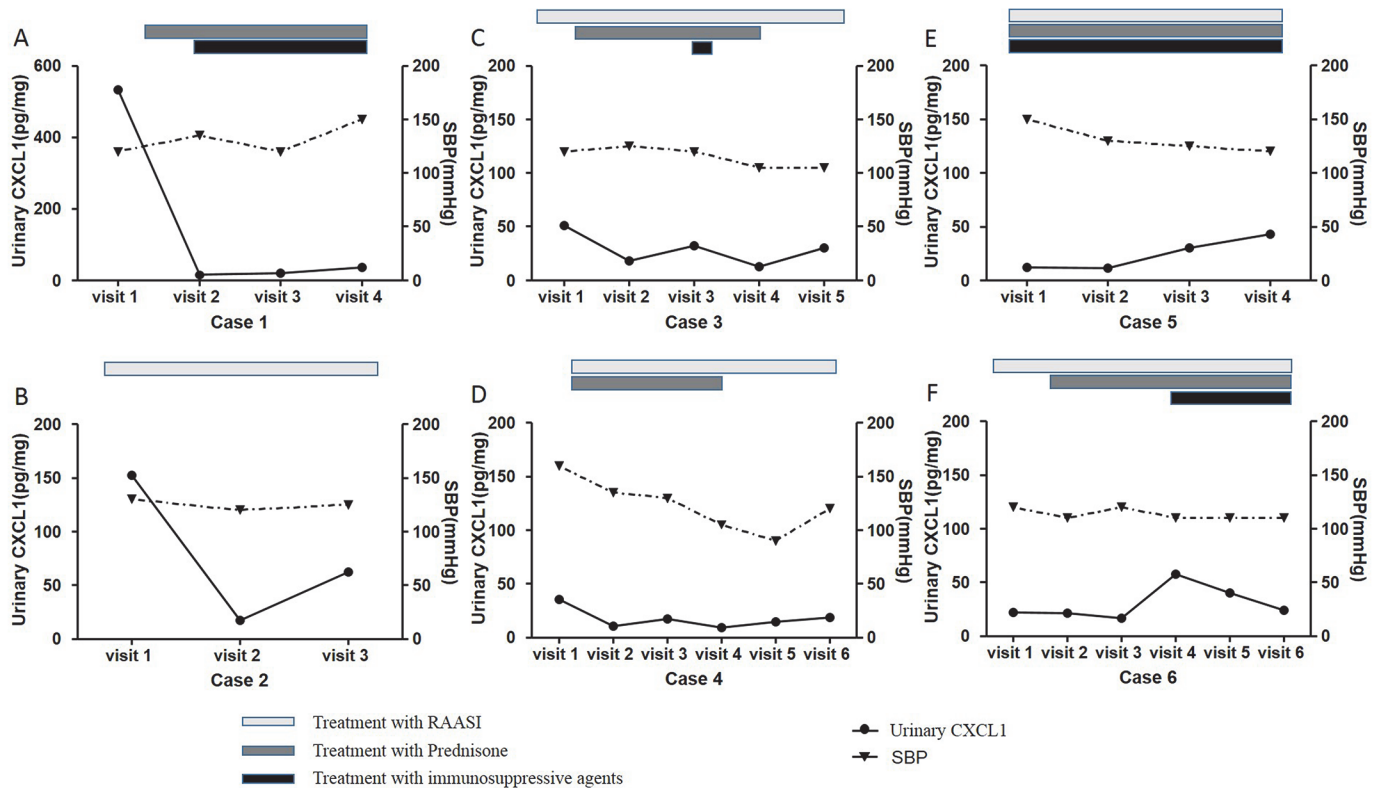 A
600
400
200
0
Urinary CXCL1(pg/mg)
200
150
100
50
0
SBP(mmHg)
visit 1 visit 2 visit 3 visit 4
Case 1
C
200
150
100
50
0
Urinary CXCL1(pg/mg)
200
150
100
50
0
SBP(mmHg)
visit 1 visit 2 visit 3 visit 4 visit 5
Case 3
E
200
150
100
50
0
Urinary CXCL1(pg/mg)
200
150
100
50
0
SBP(mmHg)
visit 1 visit 2 visit 3 visit 4
Case 5
B
200
150
100
50
0
Urinary CXCL1(pg/mg)
200
150
100
50
0
SBP(mmHg)
visit 1 visit 2 visit 3
Case 2
D
200
150
100
50
0
Urinary CXCL1(pg/mg)
200
150
100
50
0
SBP(mmHg)
visit 1 visit 2 visit 3 visit 4 visit 5 visit 6
Case 4
F
200
150
100
50
0
Urinary CXCL1(pg/mg)
200
150
100
50
0
SBP(mmHg)
visit 1 visit 2 visit 3 visit 4 visit 5 visit 6
Case 6
Treatment with RAASI
Treatment with Prednisone
Treatment with immunosuppressive agents
Urinary CXCL1
SBP